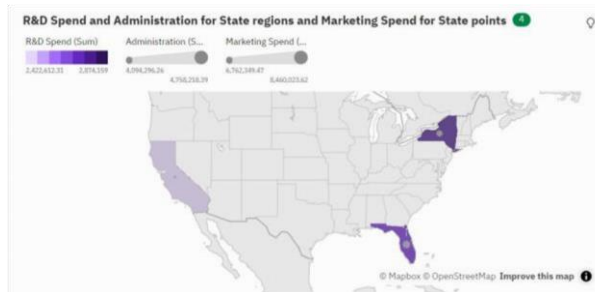 R&D Spend and Administration for State regions and Marketing Spend for State points 4
R&D Spend (Sum)
Administration (S...
Marketing Spend (...
2,422,612.31 2,874,159
4,094,296.26
4,758,258.39
6,762,349.47
8,460,023.62
© Mapbox © OpenStreetMap Improve this map